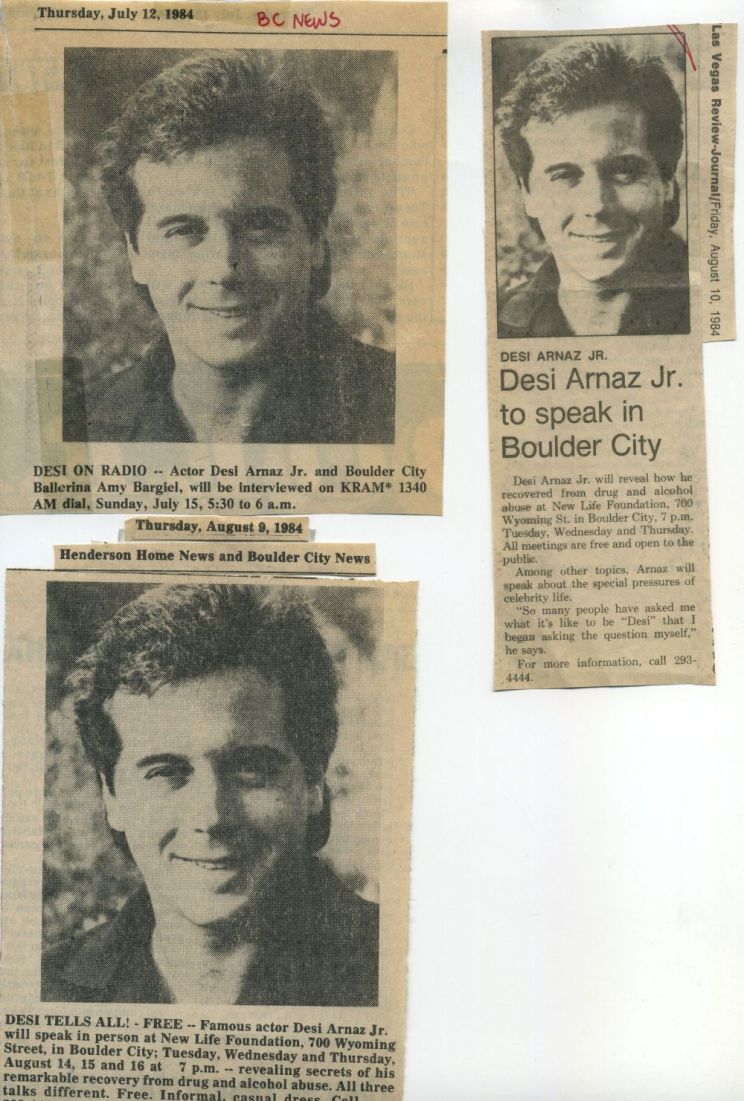 Thursday, July 12, 1984
BC NEWS
DESI ON RADIO -- Actor Desi Arnaz Jr. and Boulder City
Ballerina Amy Bargiel, will be interviewed on KRAM* 1340
AM dial, Sunday, July 15, 5:30 to 6 a.m.
Thursday, August 9, 1984
Henderson Home News and Boulder City News
DESI TELLS ALL! - FREE -- Famous actor Desi Arnaz Jr.
will speak in person at New Life Foundation, 700 Wyoming
Street, in Boulder City; Tuesday, Wednesday and Thursday,
August 14, 15 and 16 at 7 p.m. -- revealing secrets of his
remarkable recovery from drug and alcohol abuse. All three
talks different. Free. Informal, casual dress. Call
Las Vegas Review-Journal/Friday, August 10, 1984
DESI ARNAZ JR.
Desi Arnaz Jr.
to speak in
Boulder City
Desi Arnaz Jr. will reveal how he
recovered from drug and alcohol
abuse at New Life Foundation, 700
Wyoming St. in Boulder City, 7 p.m.
Tuesday, Wednesday and Thursday.
All meetings are free and open to the
public.
Among other topics, Arnaz will
speak about the special pressures of
celebrity life.
"So many people have asked me
what it's like to be "Desi" that I
began asking the question myself,"
he says.
For more information, call 293-
4444.